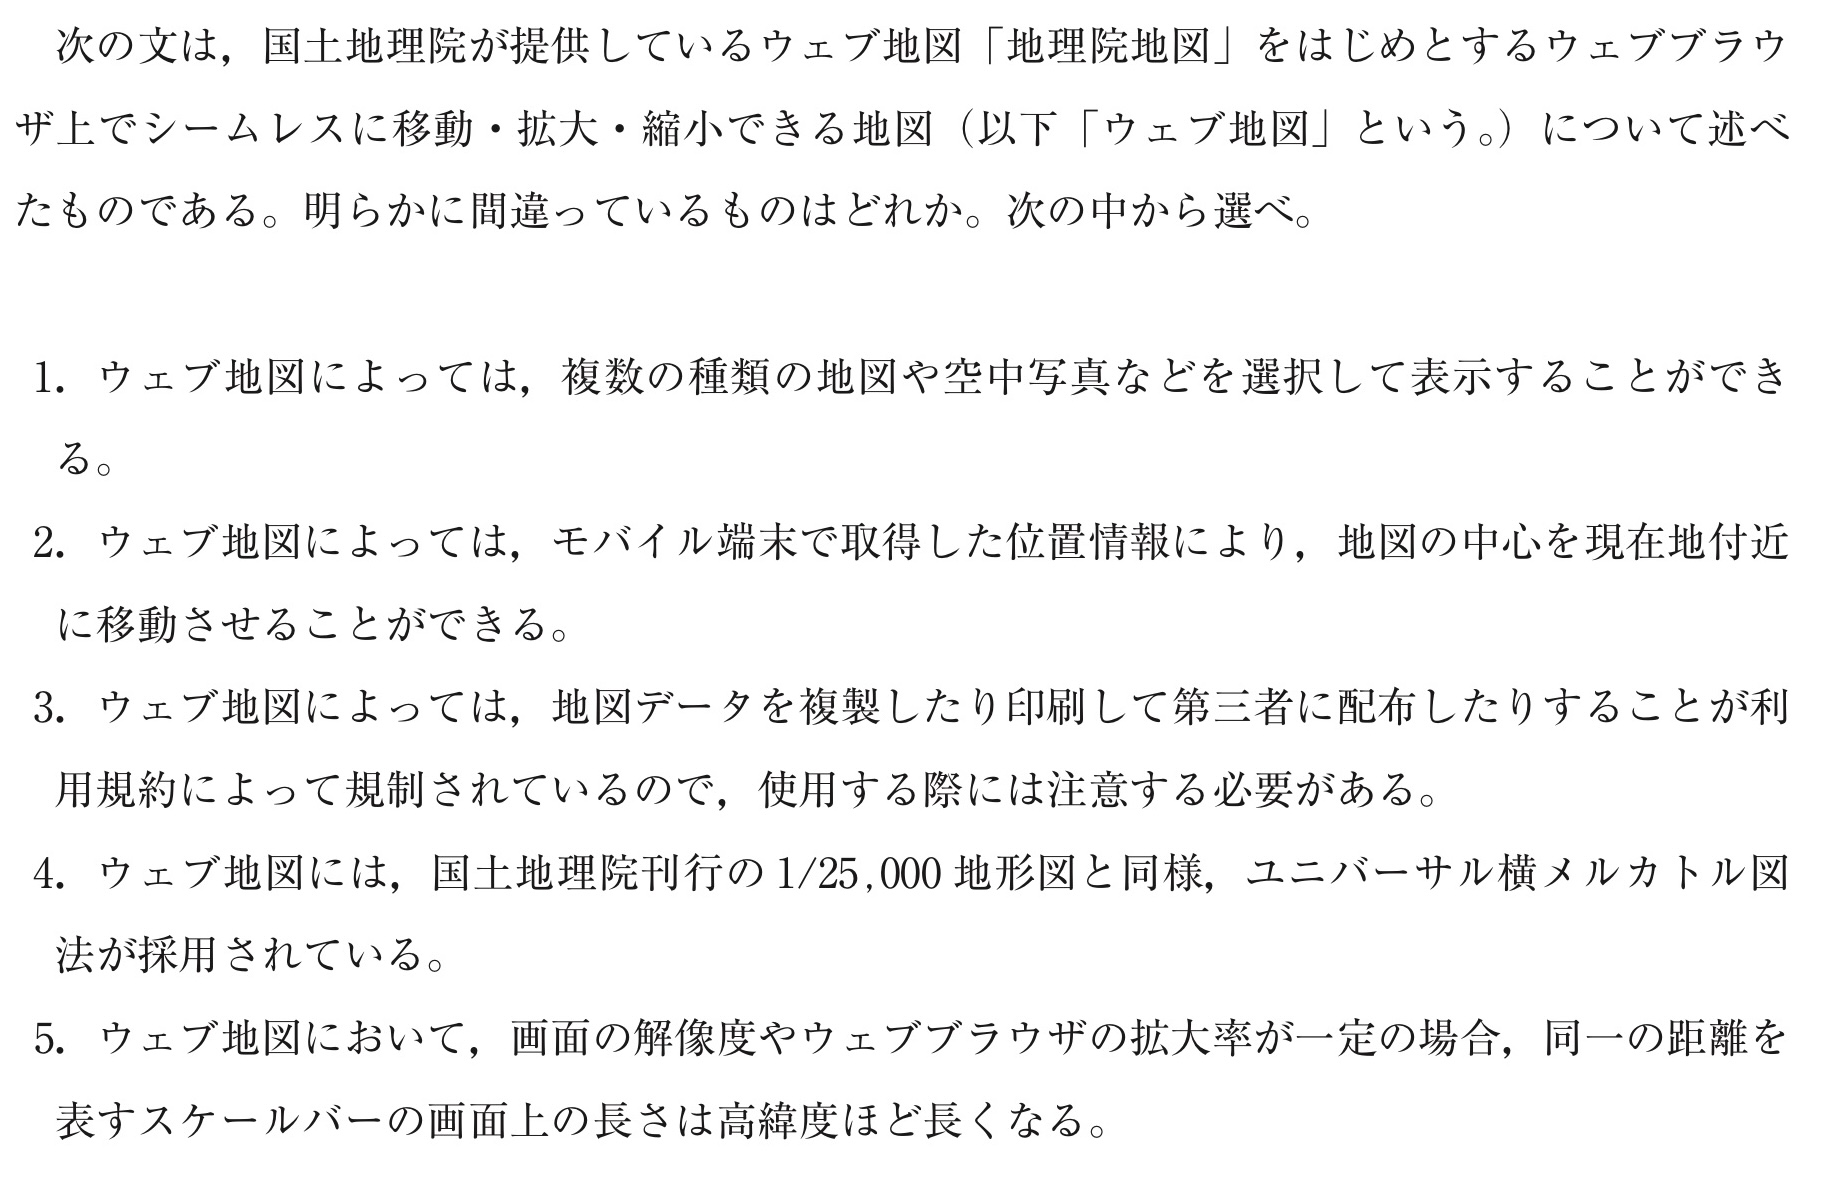 次の文は，国土地理院が提供しているウェブ地図「地理院地図」をはじめとするウェブブラウ
ザ上でシームレスに移動・拡大・縮小できる地図（以下「ウェブ地図」という。）について述べ
たものである。明らかに間違っているものはどれか。次の中から選べ。
1．ウェブ地図によっては，複数の種類の地図や空中写真などを選択して表示することができ
る。
2．ウェブ地図によっては，モバイル端末で取得した位置情報により，地図の中心を現在地付近
に移動させることができる。
3．ウェブ地図によっては，地図データを複製したり印刷して第三者に配布したりすることが利
用規約によって規制されているので，使用する際には注意する必要がある。
4．ウェブ地図には，国土地理院刊行の 1/25,000 地形図と同様，ユニバーサル横メルカトル図
法が採用されている。
5．ウェブ地図において，画面の解像度やウェブブラウザの拡大率が一定の場合，同一の距離を
表すスケールバーの画面上の長さは高緯度ほど長くなる。